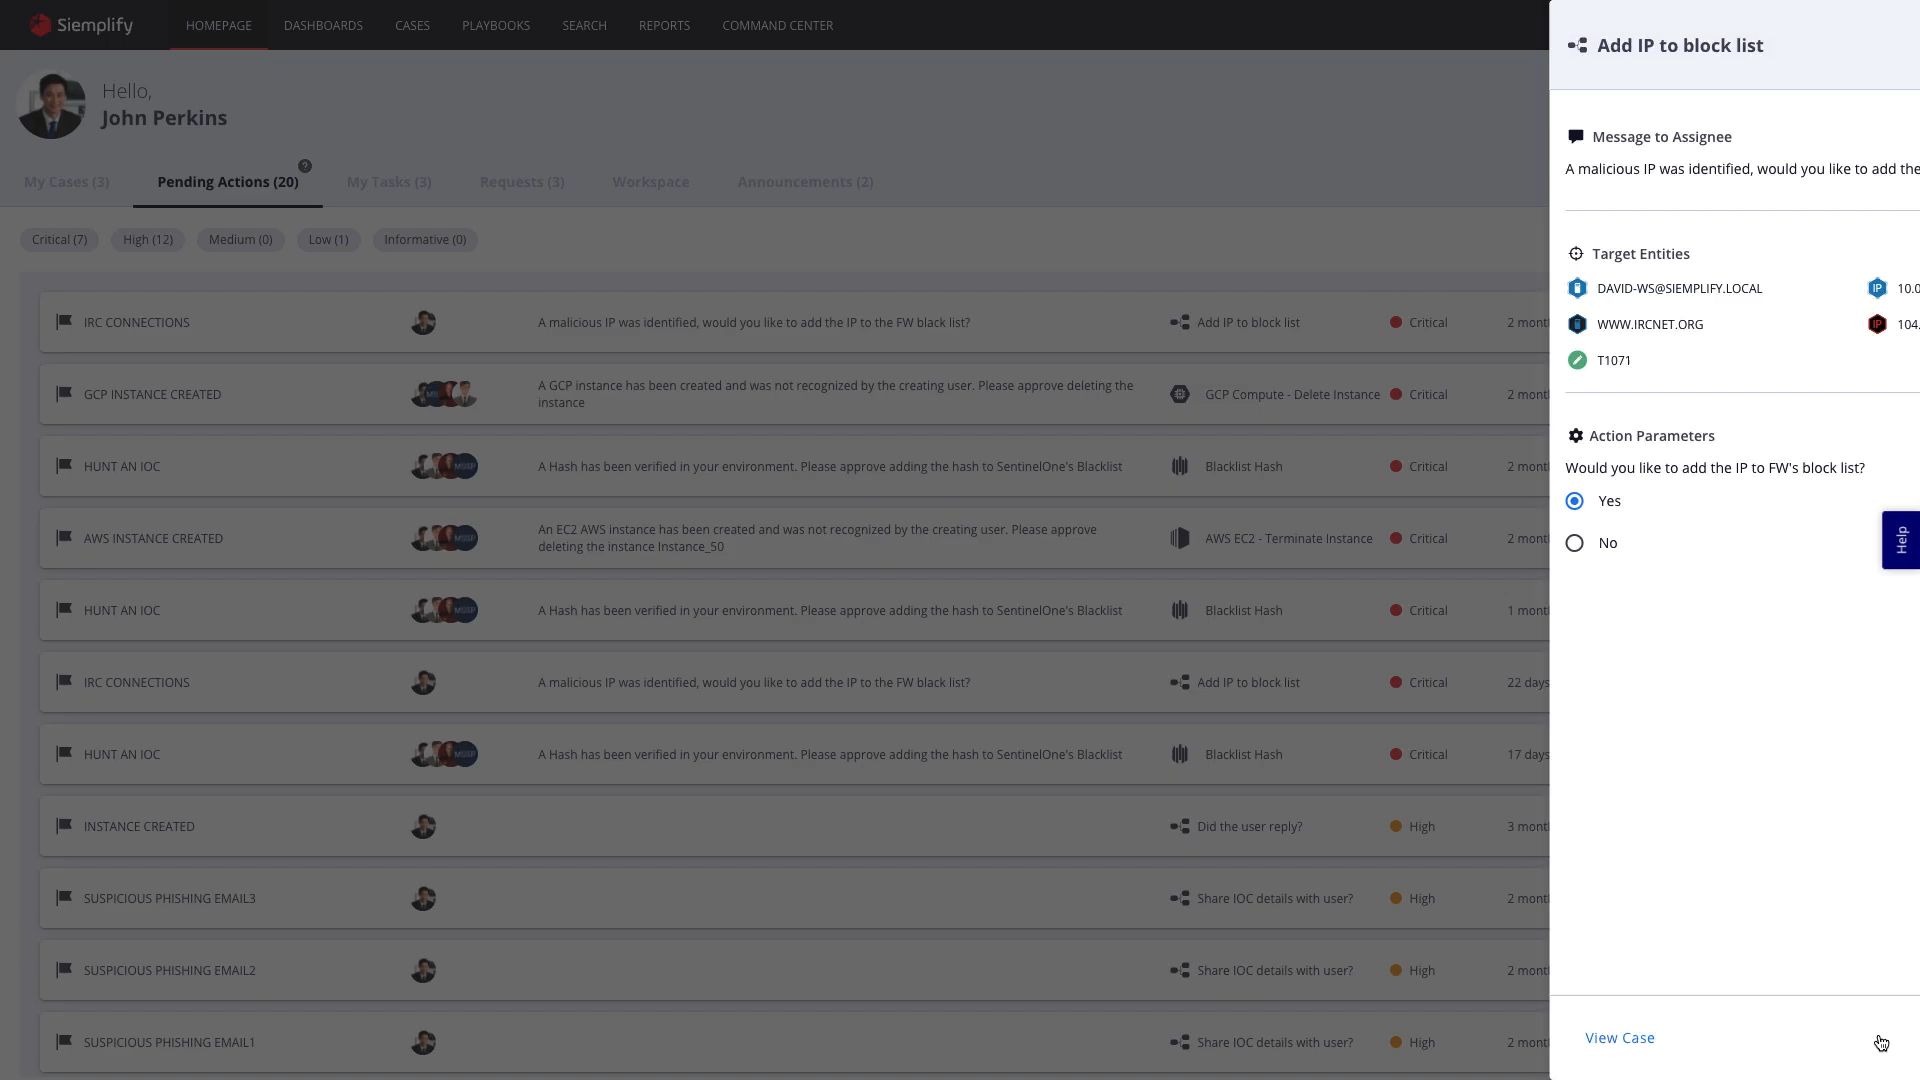 Siemplify
HOMEPAGE
DASHBOARDS
CASES
PLAYBOOKS
SEARCH
REPORTS
COMMAND CENTER
Hello,
John Perkins
My Cases (3)
Pending Actions (20)
?
My Tasks (3)
Requests (3)
Workspace
Announcements (2)
Critical (7)
High (12)
Medium (0)
Low (1)
Informative (0)
IRC CONNECTIONS
A malicious IP was identified, would you like to add the IP to the FW black list?
Add IP to block list
Critical
2 mont
GCP INSTANCE CREATED
A GCP instance has been created and was not recognized by the creating user. Please approve deleting the
instance
GCP Compute - Delete Instance
Critical
2 mont
HUNT AN IOC
A Hash has been verified in your environment. Please approve adding the hash to SentinelOne's Blacklist
Blacklist Hash
Critical
2 mont
AWS INSTANCE CREATED
An EC2 AWS instance has been created and was not recognized by the creating user. Please approve
deleting the instance Instance_50
AWS EC2 - Terminate Instance
Critical
2 mont
HUNT AN IOC
A Hash has been verified in your environment. Please approve adding the hash to SentinelOne's Blacklist
Blacklist Hash
Critical
1 mont
IRC CONNECTIONS
A malicious IP was identified, would you like to add the IP to the FW black list?
Add IP to block list
Critical
22 days
HUNT AN IOC
A Hash has been verified in your environment. Please approve adding the hash to SentinelOne's Blacklist
Blacklist Hash
Critical
17 days
INSTANCE CREATED
Did the user reply?
High
3 mont
SUSPICIOUS PHISHING EMAIL3
Share IOC details with user?
High
2 mont
SUSPICIOUS PHISHING EMAIL2
Share IOC details with user?
High
2 mont
SUSPICIOUS PHISHING EMAIL1
Share IOC details with user?
High
2 mont
Add IP to block list
Message to Assignee
A malicious IP was identified, would you like to add the
Target Entities
DAVID-WS@SIEMPLIFY.LOCAL
IP
10.0
WWW.IRCNET.ORG
IP
104.
T1071
Action Parameters
Would you like to add the IP to FW's block list?
Yes
No
Help
View Case